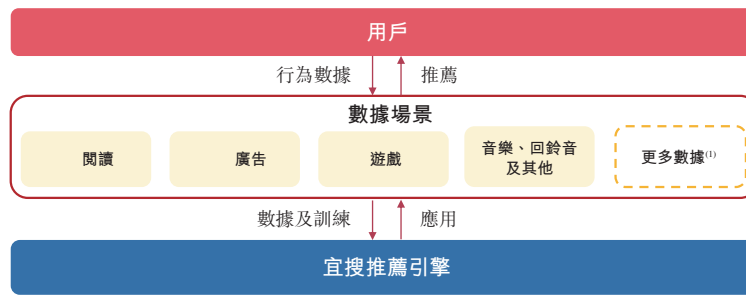 用戶
行為數據 推薦
數據場景
閱讀 廣告 遊戲 音樂、回鈴音
及其他 更多數據(1)
數據及訓練 應用
宜搜推薦引擎